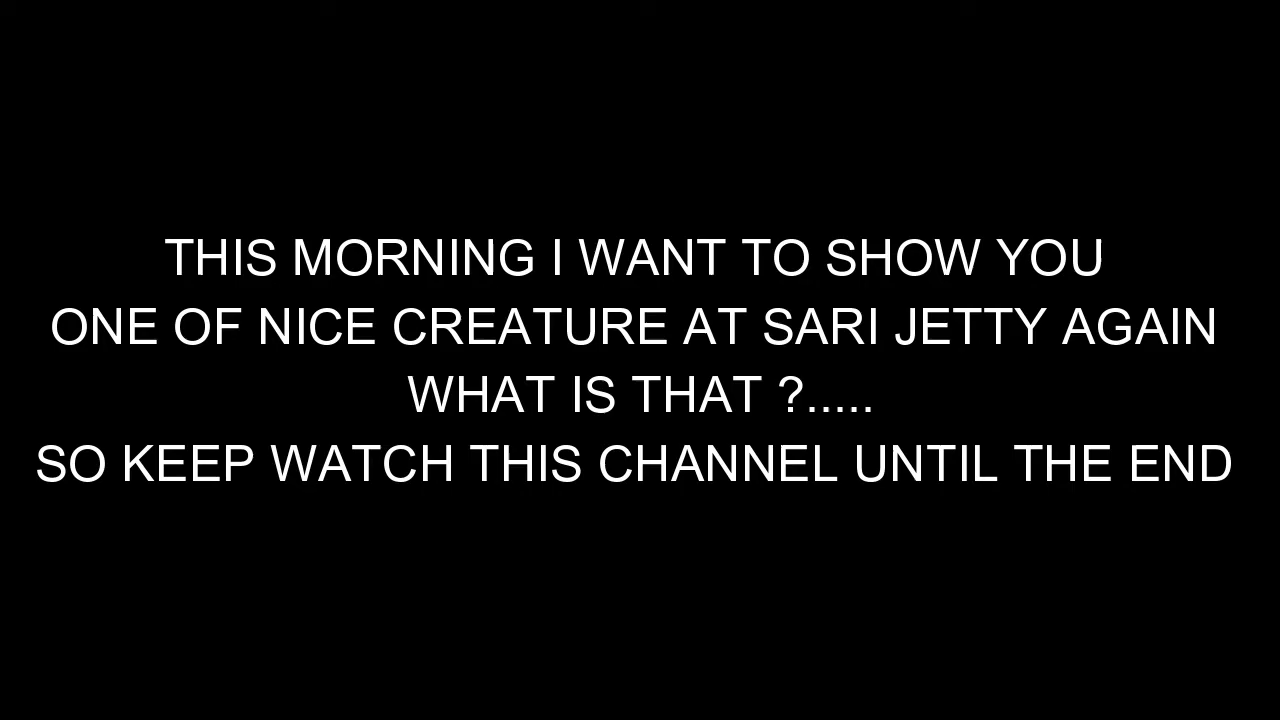 THIS MORNING I WANT TO SHOW YOU
ONE OF NICE CREATURE AT SARI JETTY AGAIN
WHAT IS THAT ?.....
SO KEEP WATCH THIS CHANNEL UNTIL THE END